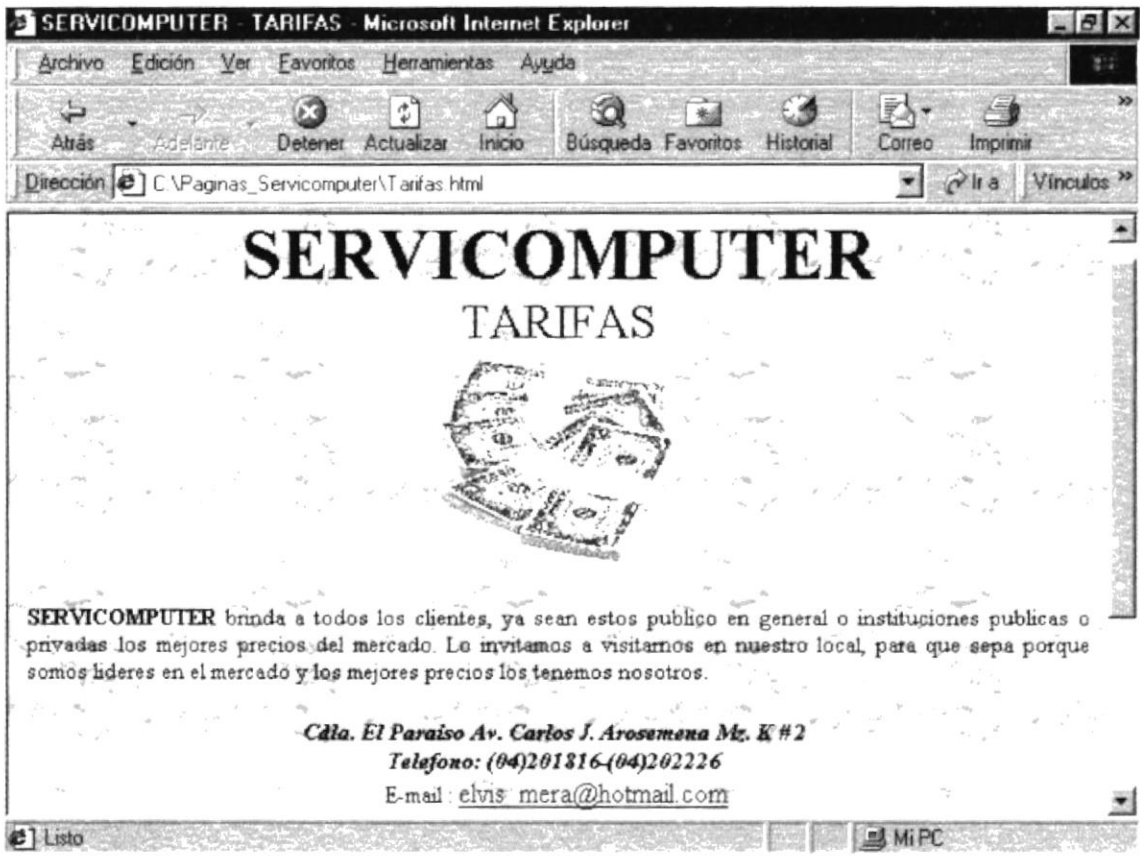 SERVICOMPUTER - TARIFAS - Microsoft Internet Explorer
Archivo Edición Ver Favoritos Herramientas Ayuda
Atrás Adelante Detener Actualizar Inicio Búsqueda Favoritos Historial Correo Imprimir »
Dirección C:\Paginas_Servicomputer\Tarifas.html Ir a Vínculos »
SERVICOMPUTER
TARIFAS
SERVICOMPUTER brinda a todos los clientes, ya sean estos publico en general o instituciones publicas o
privadas los mejores precios del mercado. Lo invitamos a visitarnos en nuestro local, para que sepa porque
somos lideres en el mercado y los mejores precios los tenemos nosotros.
Cdla. El Paraiso Av. Carlos J. Arosemena Mz. K #2
Telefono: (04)201816-(04)202226
E-mail : elvis_mera@hotmail.com
Listo Mi PC